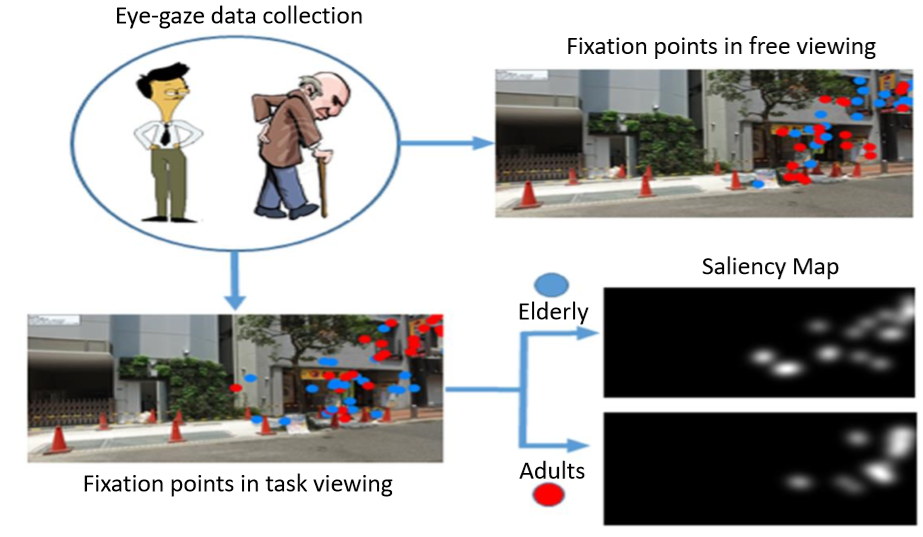 Eye-gaze data collection
Fixation points in free viewing
Saliency Map
Elderly
Adults
Fixation points in task viewing